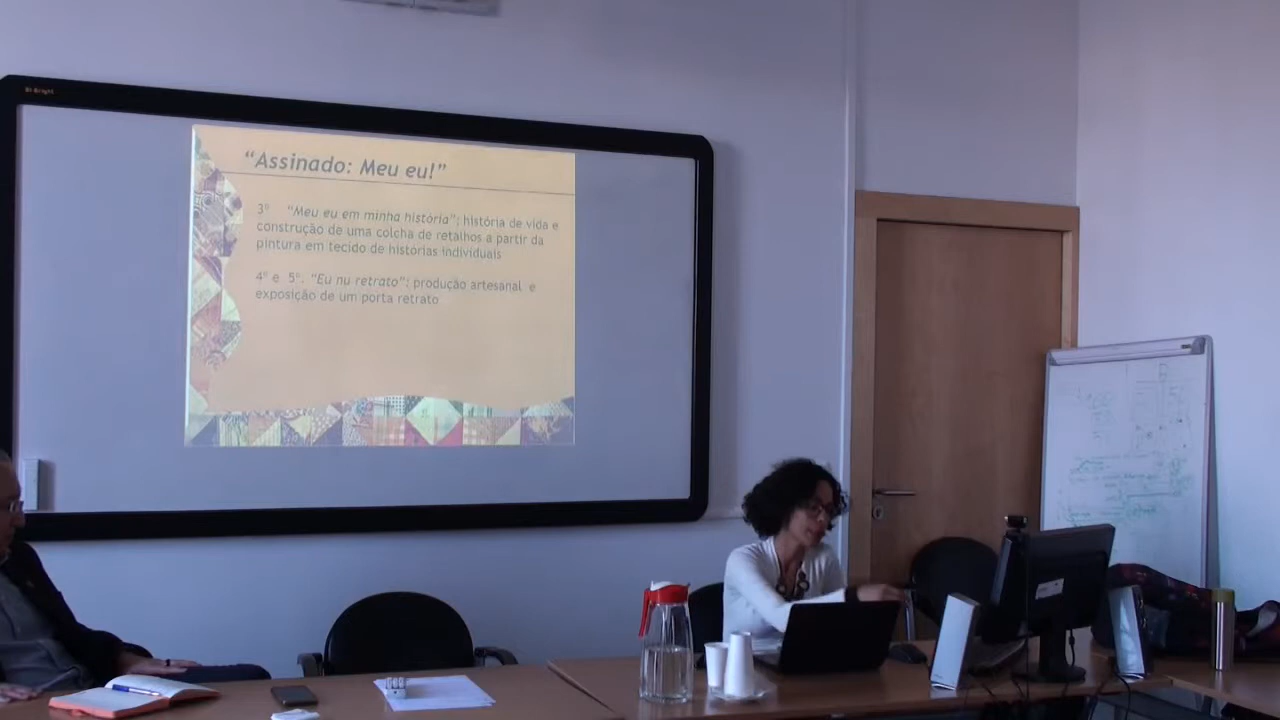 “Assinado: Meu eu!”
3º “Meu eu em minha história”: história de vida e
construção de uma colcha de retalhos a partir da
pintura em tecido de histórias individuais
4º e 5º. “Eu nu retrato”: produção artesanal e
exposição de um porta retrato